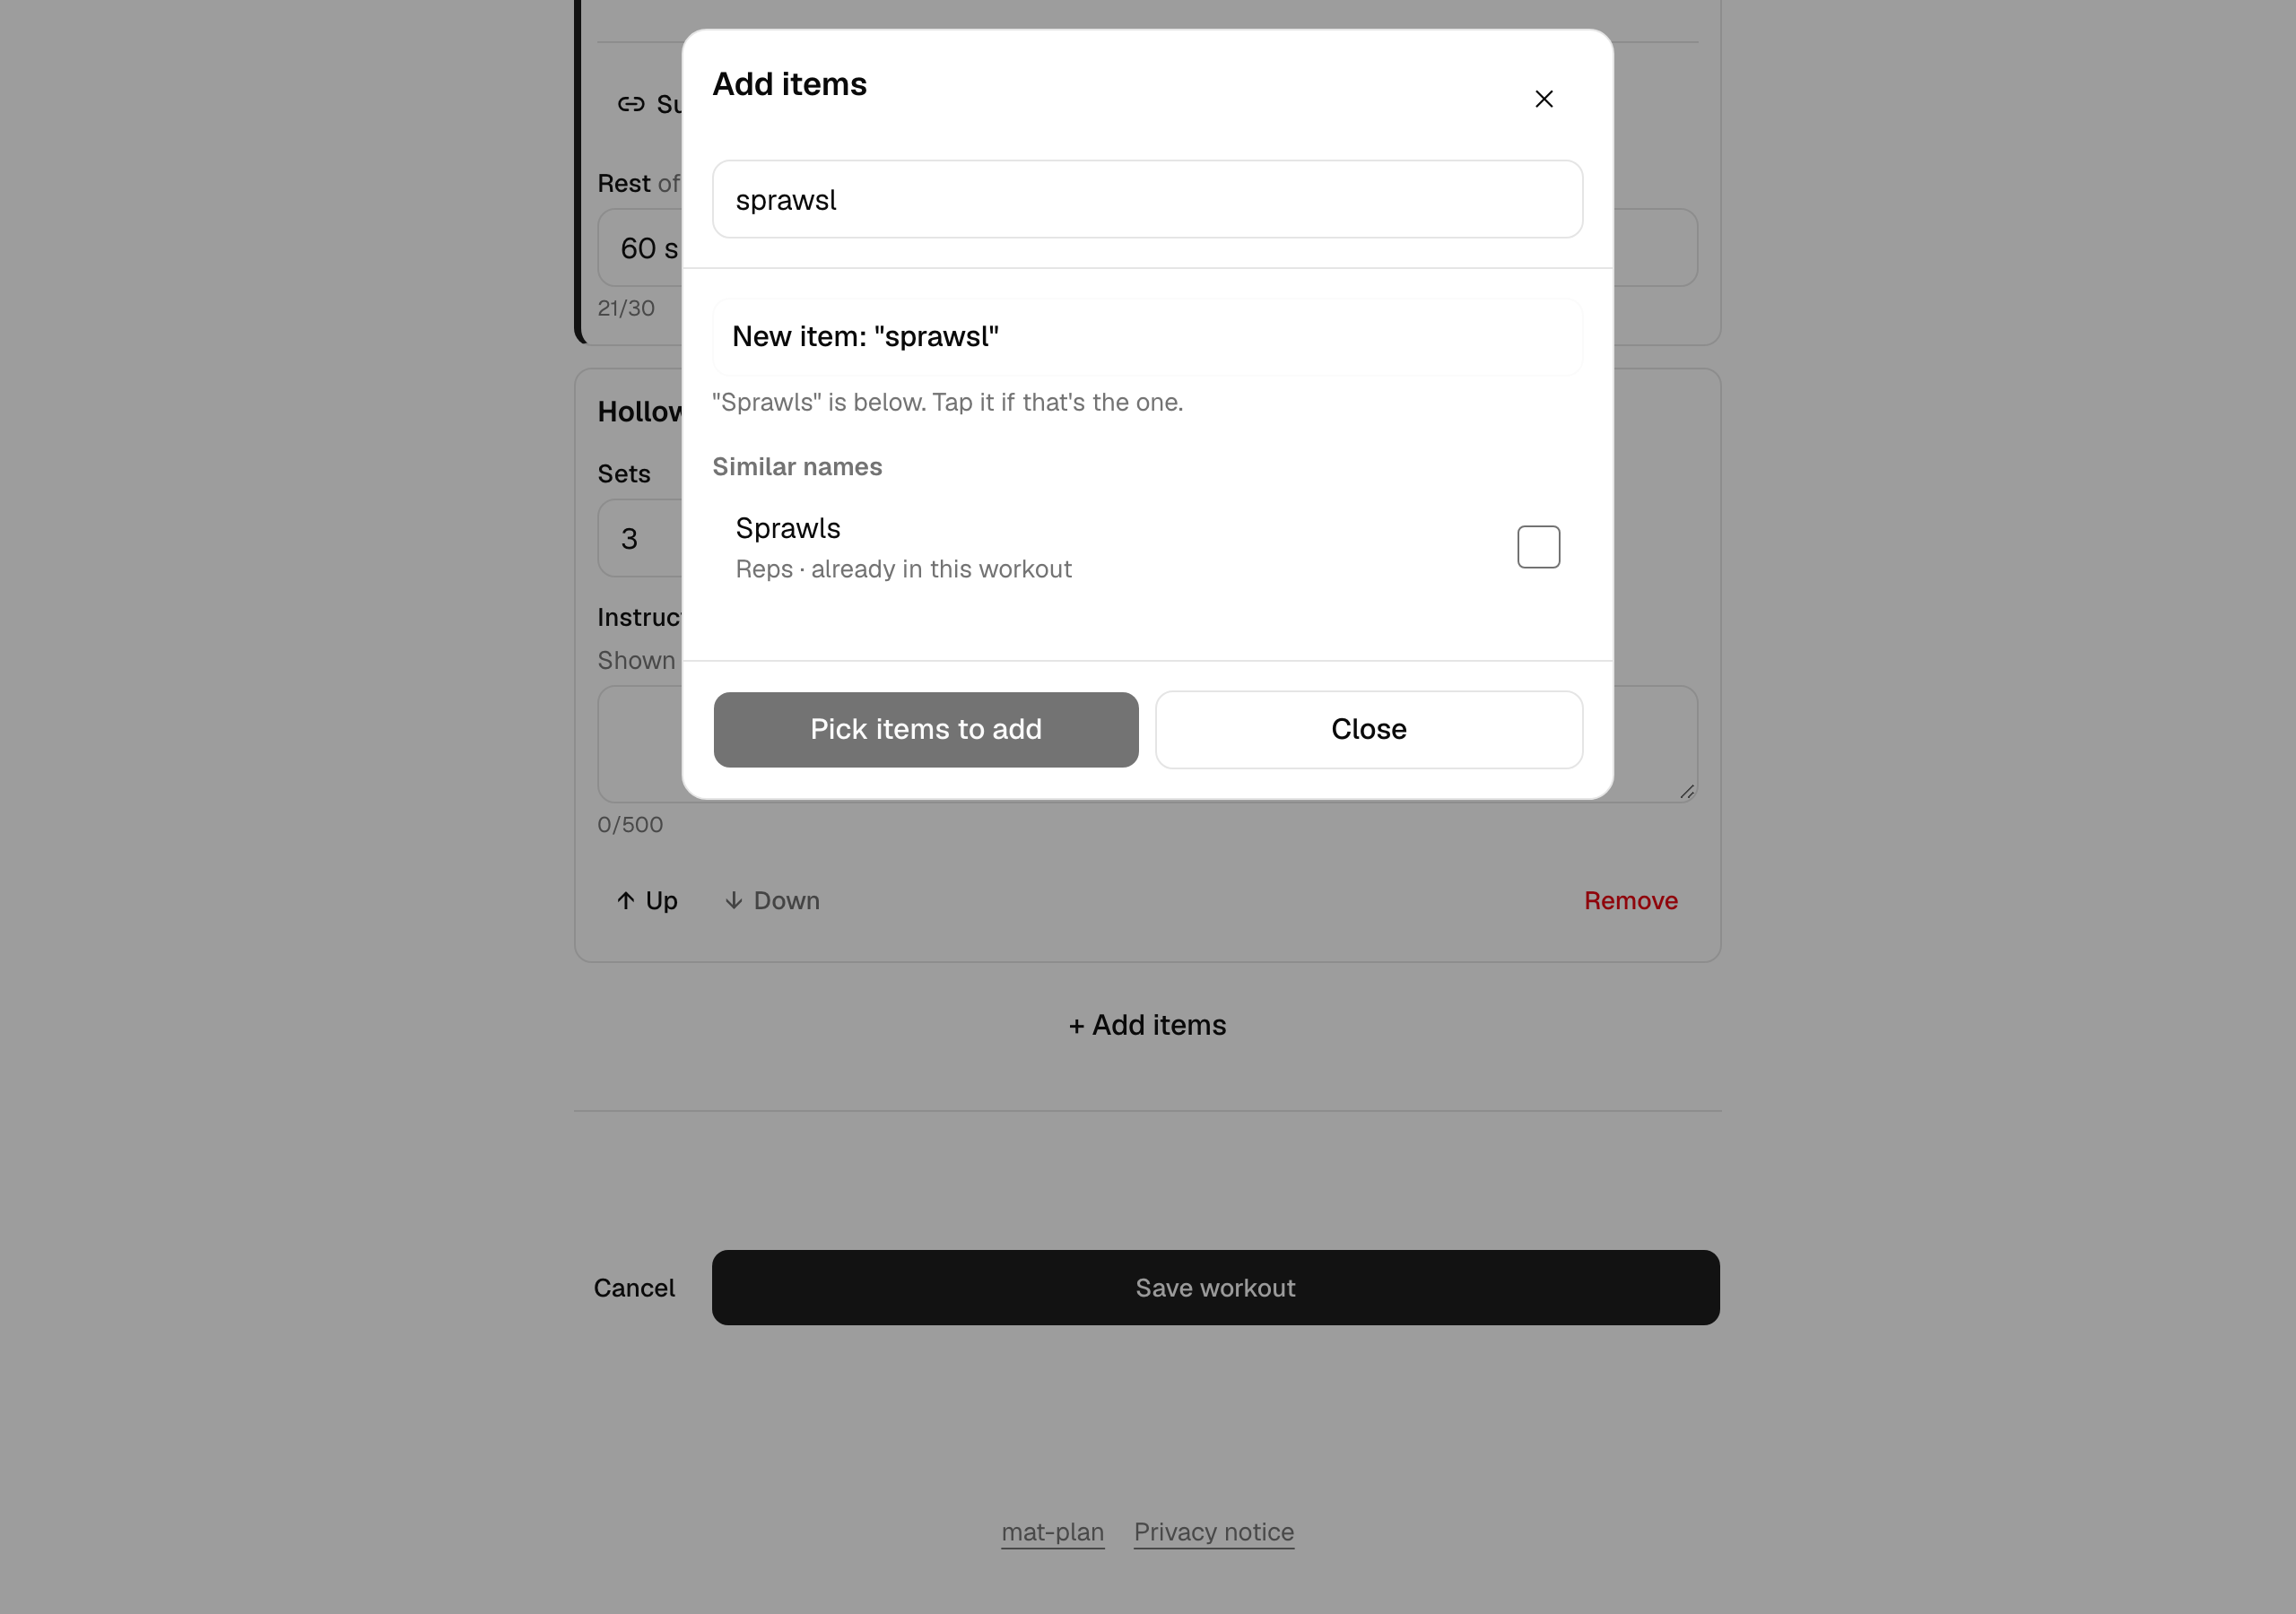 Add items
Su
sprawsl
Rest of
60 s
21/30
New item: "sprawsl"
"Sprawls" is below. Tap it if that's the one.
Hollow
Similar names
Sets
Sprawls
3
Reps · already in this workout
Instruc
Shown
Pick items to add
Close
0/500
↑ Up
↓ Down
Remove
+ Add items
Cancel
Save workout
mat-plan
Privacy notice